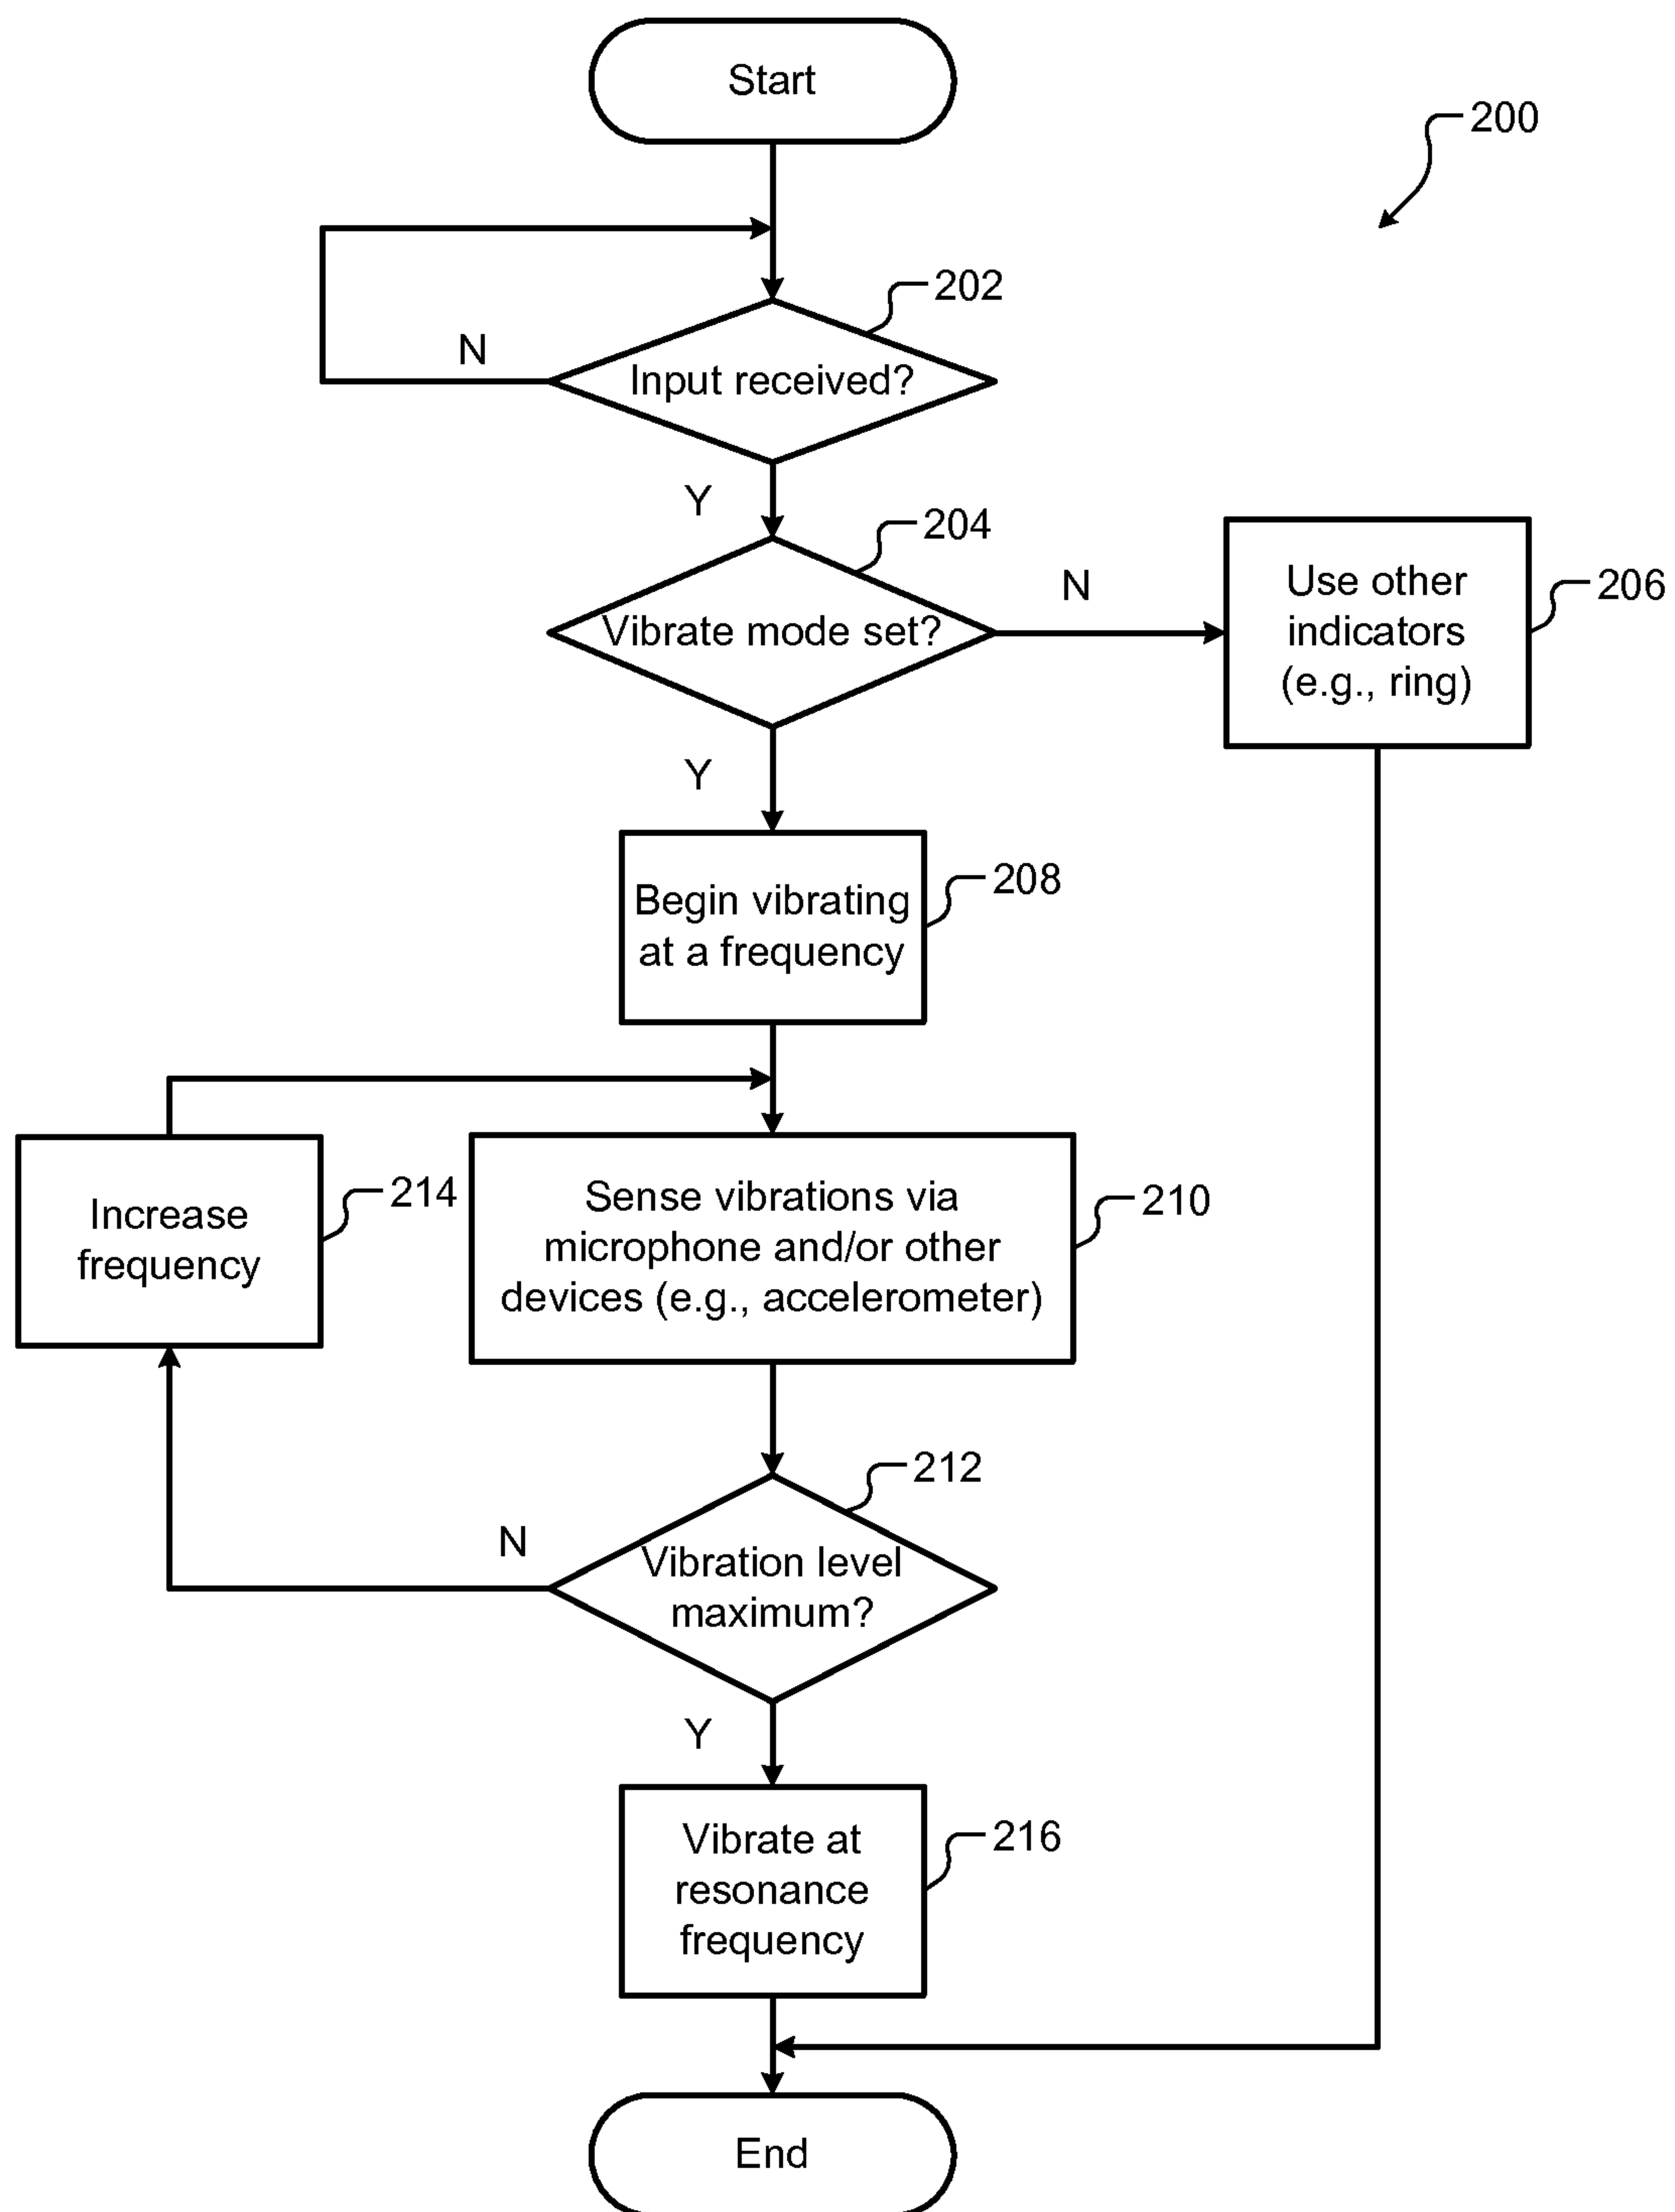 Start
200
202
N
Input received?
Y
204
N
Vibrate mode set?
Use other
indicators
(e.g., ring)
206
Y
Begin vibrating
at a frequency
208
Increase
frequency
214
Sense vibrations via
microphone and/or other
devices (e.g., accelerometer)
210
212
N
Vibration level
maximum?
Y
Vibrate at
resonance
frequency
216
End